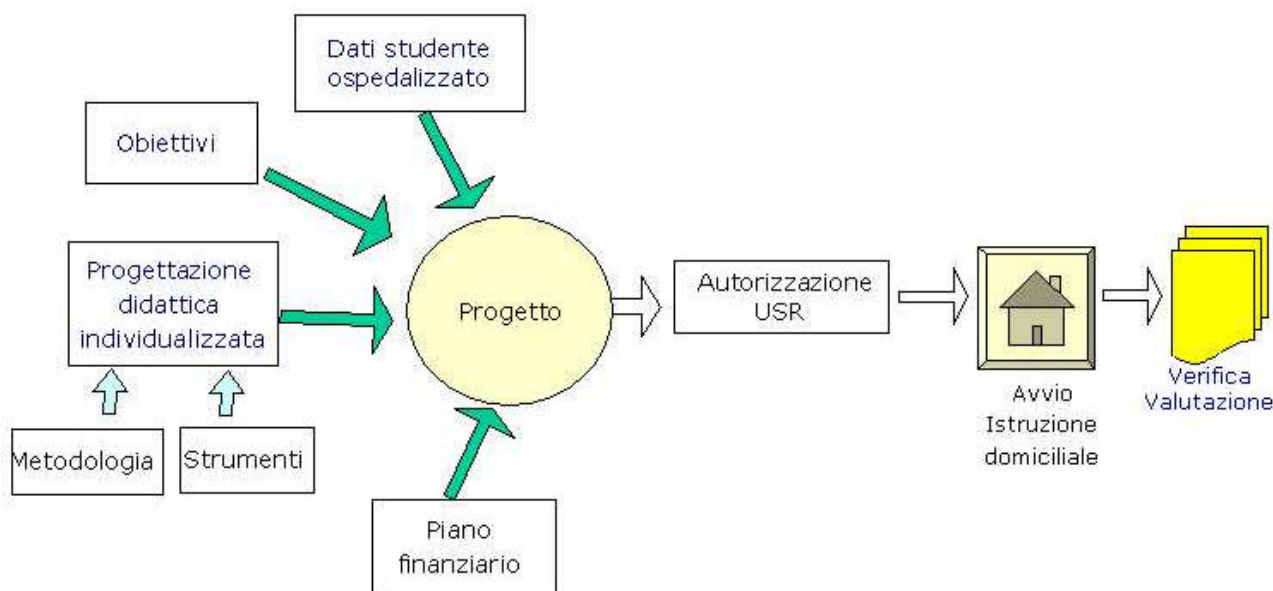 Dati studente
ospedalizzato
Obiettivi
Progettazione
didattica
individualizzata
Metodologia
Strumenti
Piano
finanziario
Progetto
Autorizzazione
USR
Avvio
Istruzione
domiciliale
Verifica
Valutazione